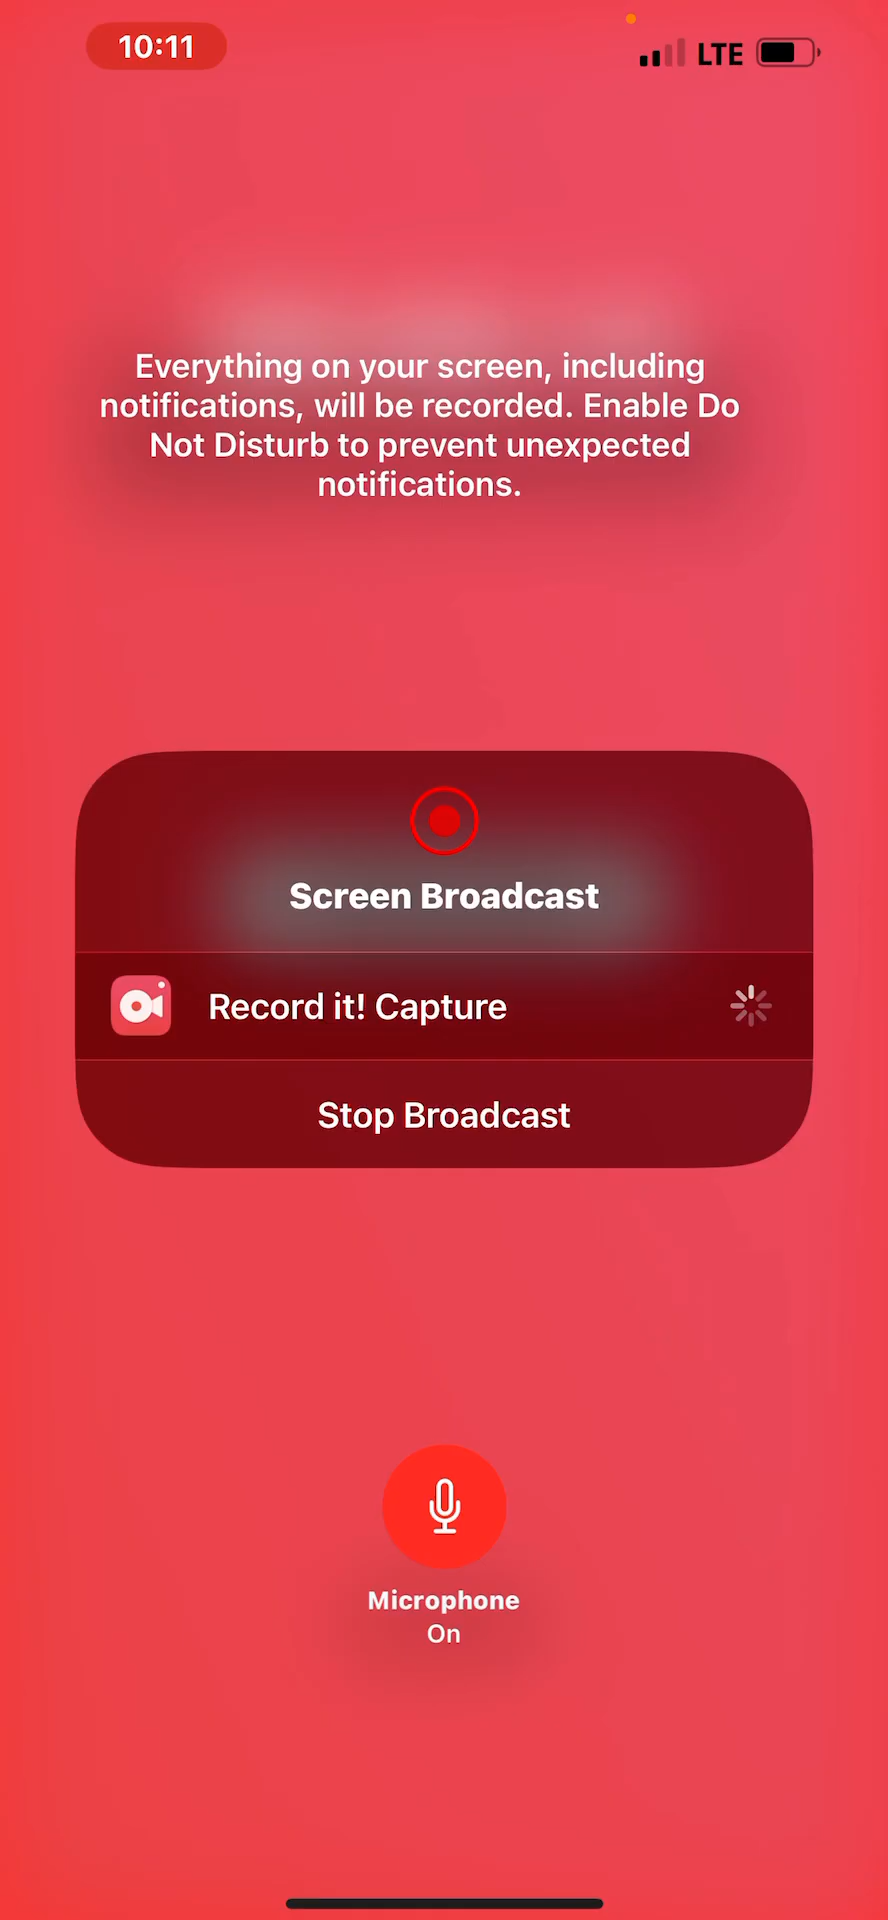 10:11
LTE
Everything on your screen, including
notifications, will be recorded. Enable Do
Not Disturb to prevent unexpected
notifications.
Screen Broadcast
Record it! Capture
Stop Broadcast
Microphone
On